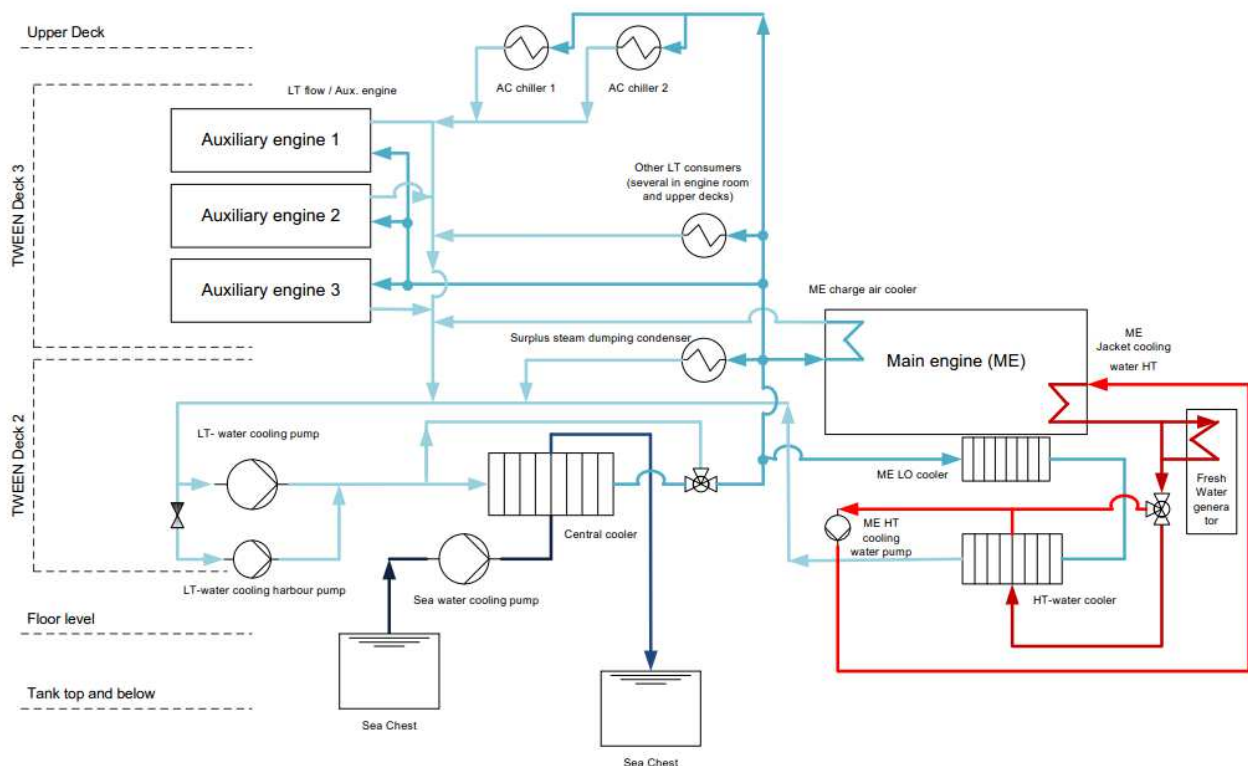 Upper Deck
AC chiller 1
AC chiller 2
LT flow / Aux. engine
TWEEN Deck 3
Auxiliary engine 1
Auxiliary engine 2
Auxiliary engine 3
Other LT consumers
(several in engine room
and upper decks)
ME charge air cooler
Surplus steam dumping condenser
Main engine (ME)
ME
Jacket cooling
water HT
TWEEN Deck 2
LT- water cooling pump
ME LO cooler
Fresh
Water
genera
tor
Central cooler
ME HT
cooling
water pump
LT-water cooling harbour pump
Sea water cooling pump
HT-water cooler
Floor level
Tank top and below
Sea Chest
Sea Chest